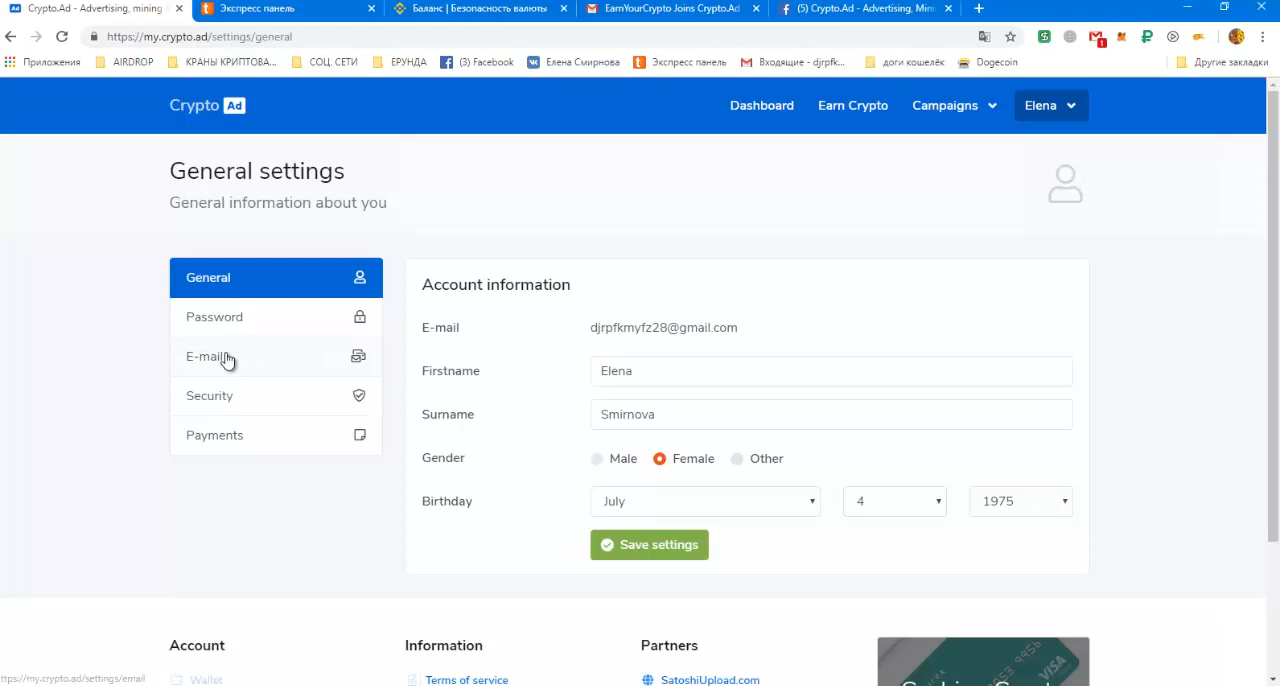 Crypto.Ad - Advertising, mining
Экспресс панель
Баланс | Безопасность валюты
EarnYourCrypto Joins Crypto.Ad
(5) Crypto.Ad - Advertising, Mini
https://my.crypto.ad/settings/general
1
Приложения
AIRDROP
КРАНЫ КРИПТОВА...
СОЦ. СЕТИ
ЕРУНДА
(3) Facebook
Елена Смирнова
Экспресс панель
Входящие - djrpfk...
доги кошелёк
Dogecoin
Другие закладки
Crypto Ad
Dashboard
Earn Crypto
Campaigns
Elena
General settings
General information about you
General
Password
E-mail
Security
Payments
Account information
E-mail
djrpfkmyfz28@gmail.com
Firstname
Elena
Surname
Smirnova
Gender
Male
Female
Other
Birthday
July
4
1975
Save settings
Account
Wallet
Information
Terms of service
Partners
SatoshiUpload.com
9956
VISA
ttps://my.crypto.ad/settings/email